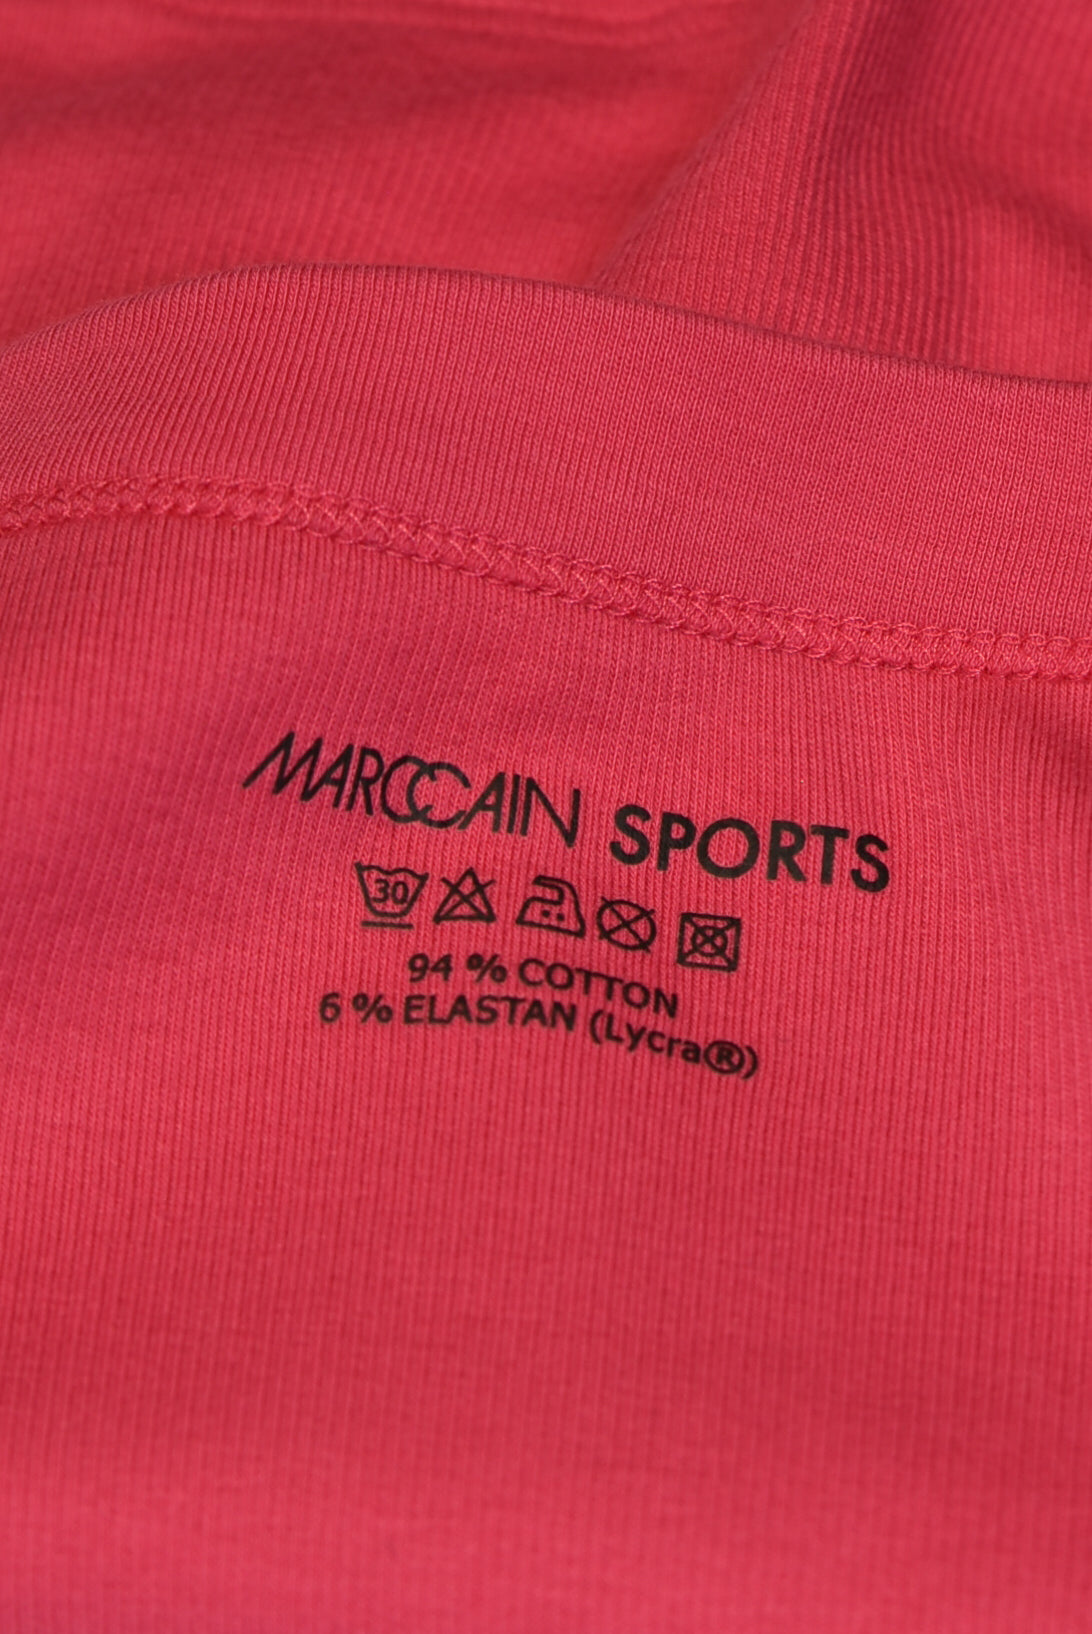 MARCCAIN SPORTS
30
94 % COTTON
6 % ELASTAN (Lycra®)